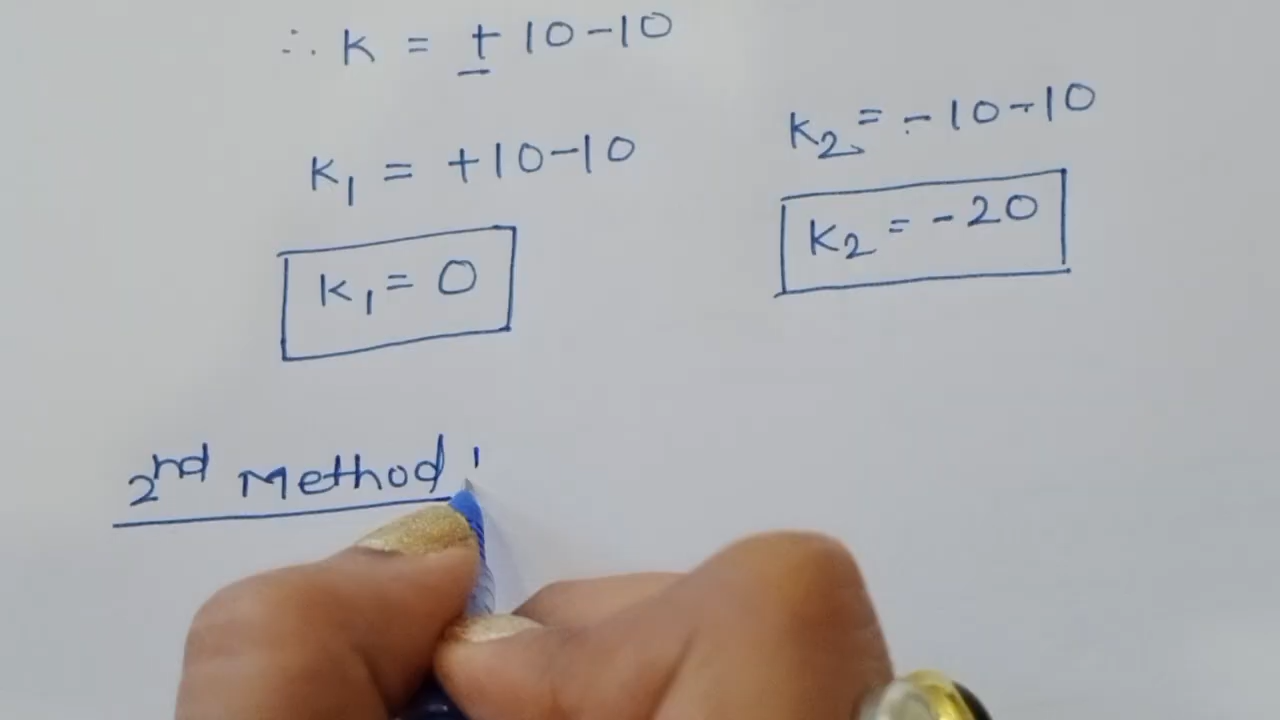 ∴ K = ± 10-10
K₁ = +10-10
K₁ = 0
K₂ = -10-10
K₂ = -20
2nd Method :